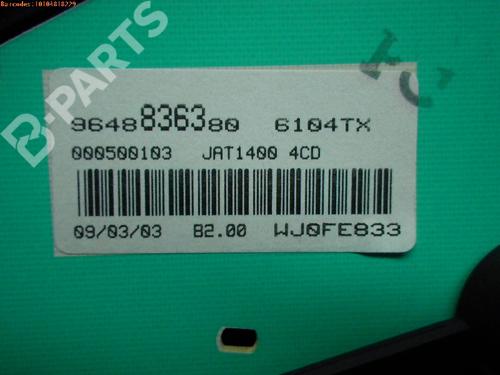 Barcodes:10104818229
B-PARTS
9648836380 6104TX
000500103 JAT1400 4CD
09/03/03 B2.00 WJ0FE833